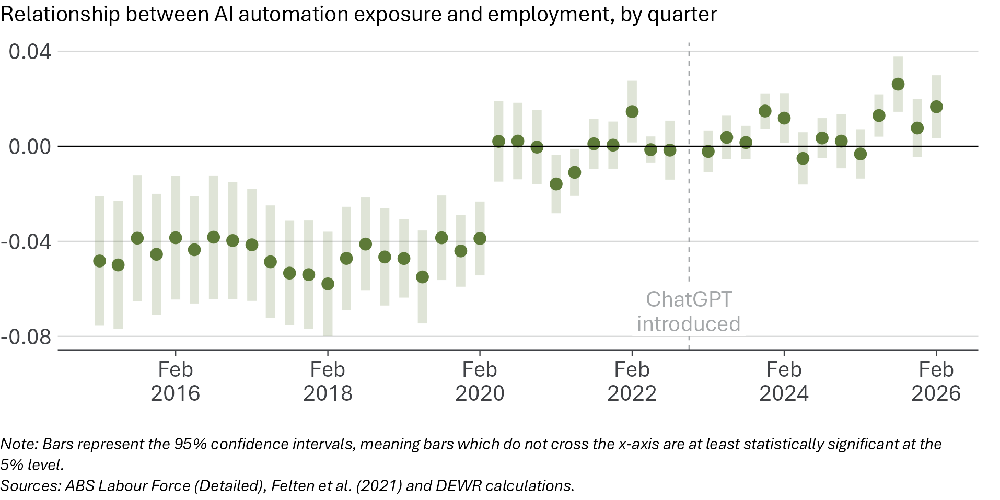 Relationship between AI automation exposure and employment, by quarter
0.04
0.00
-0.04
-0.08
ChatGPT
introduced
Feb Feb Feb Feb Feb Feb
2016 2018 2020 2022 2024 2026
Note: Bars represent the 95% confidence intervals, meaning bars which do not cross the x-axis are at least statistically significant at the
5% level.
Sources: ABS Labour Force (Detailed), Felten et al. (2021) and DEWR calculations.